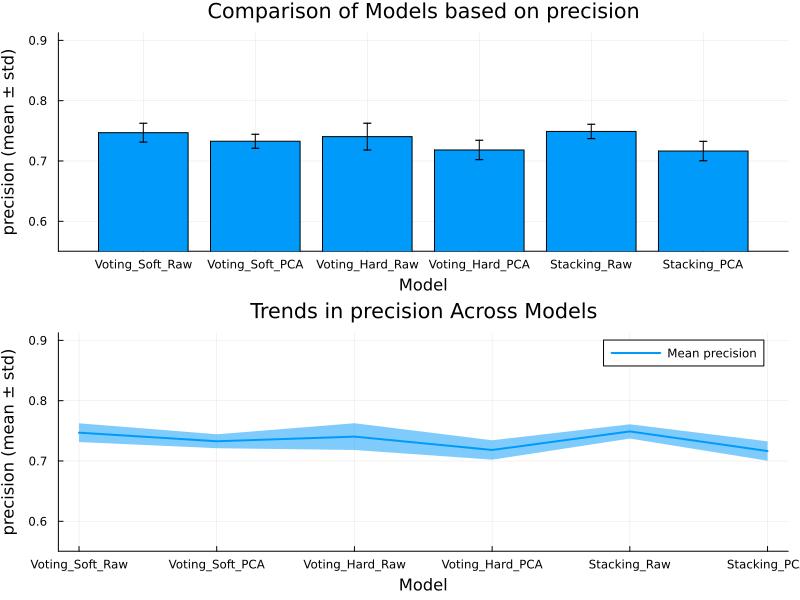 Comparison of Models based on precision
precision (mean ± std)
0.9
0.8
0.7
0.6
Voting_Soft_Raw Voting_Soft_PCA Voting_Hard_Raw Voting_Hard_PCA Stacking_Raw Stacking_PCA
Model
Trends in precision Across Models
precision (mean ± std)
0.9
Mean precision
0.8
0.7
0.6
Voting_Soft_Raw Voting_Soft_PCA Voting_Hard_Raw Voting_Hard_PCA Stacking_Raw Stacking_PC
Model